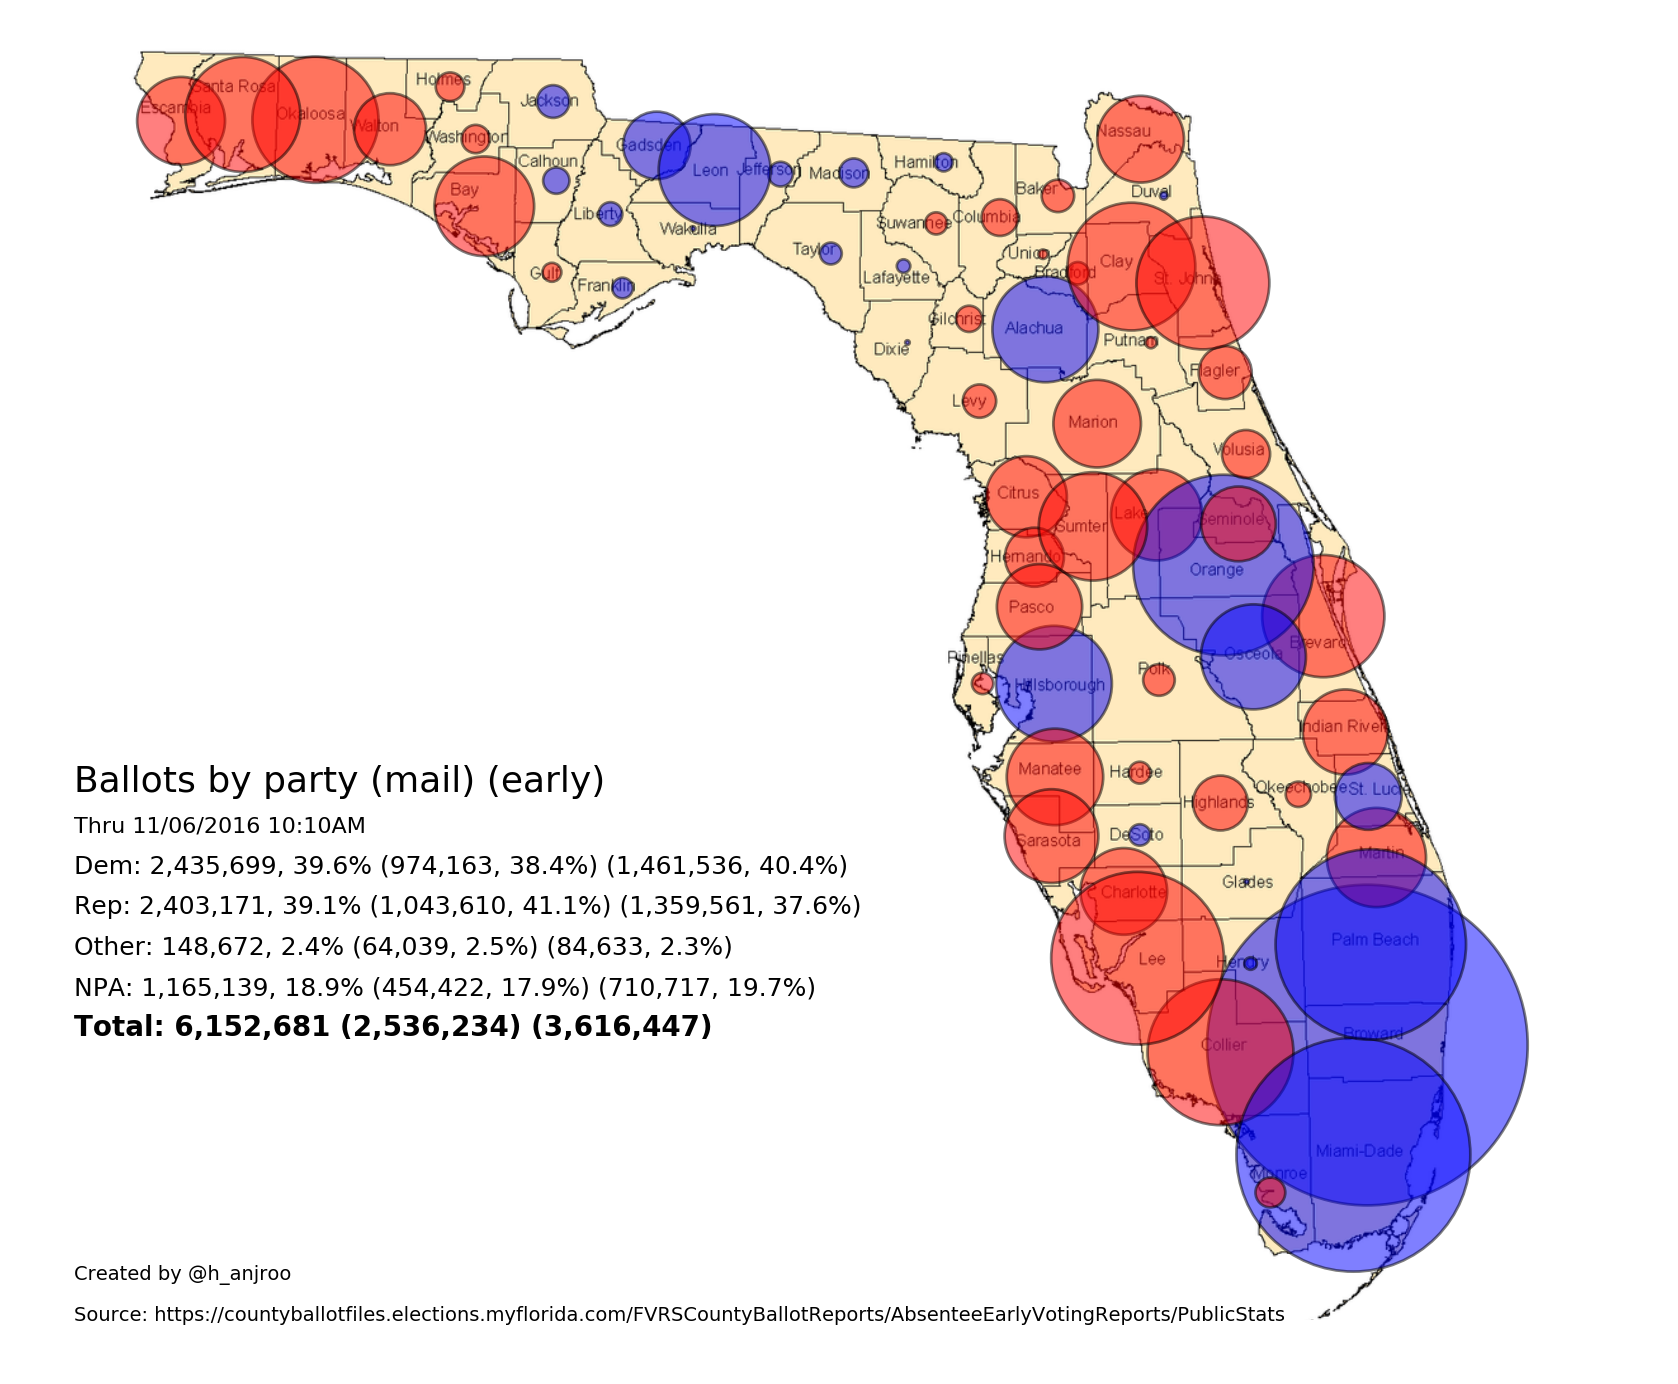 Holmes
Santa Rosa
Jackson
Escambia
Okaloosa
Walton
Washington
Nassau
Gadsden
Calhoun
Hamilton
Leon
Jefferson
Madison
Bay
Baker
Duval
Liberty
Columbia
Suwannee
Wakulla
Taylor
Union
Clay
Gulf
Bradford
St. Johns
Lafayette
Franklin
Gilchrist
Alachua
Putnam
Dixie
Flagler
Levy
Marion
Volusia
Citrus
Lake
Seminole
Sumter
Hernando
Orange
Pasco
Brevard
Osceola
Pinellas
Polk
Hillsborough
Indian River
Manatee
Hardee
Okeechobee
St. Lucie
Highlands
Sarasota
DeSoto
Martin
Glades
Charlotte
Palm Beach
Lee
Hendry
Broward
Collier
Miami-Dade
Monroe
Ballots by party (mail) (early)
Thru 11/06/2016 10:10AM
Dem: 2,435,699, 39.6% (974,163, 38.4%) (1,461,536, 40.4%)
Rep: 2,403,171, 39.1% (1,043,610, 41.1%) (1,359,561, 37.6%)
Other: 148,672, 2.4% (64,039, 2.5%) (84,633, 2.3%)
NPA: 1,165,139, 18.9% (454,422, 17.9%) (710,717, 19.7%)
Total: 6,152,681 (2,536,234) (3,616,447)
Created by @h_anjroo
Source: https://countyballotfiles.elections.myflorida.com/FVRSCountyBallotReports/AbsenteeEarlyVotingReports/PublicStats